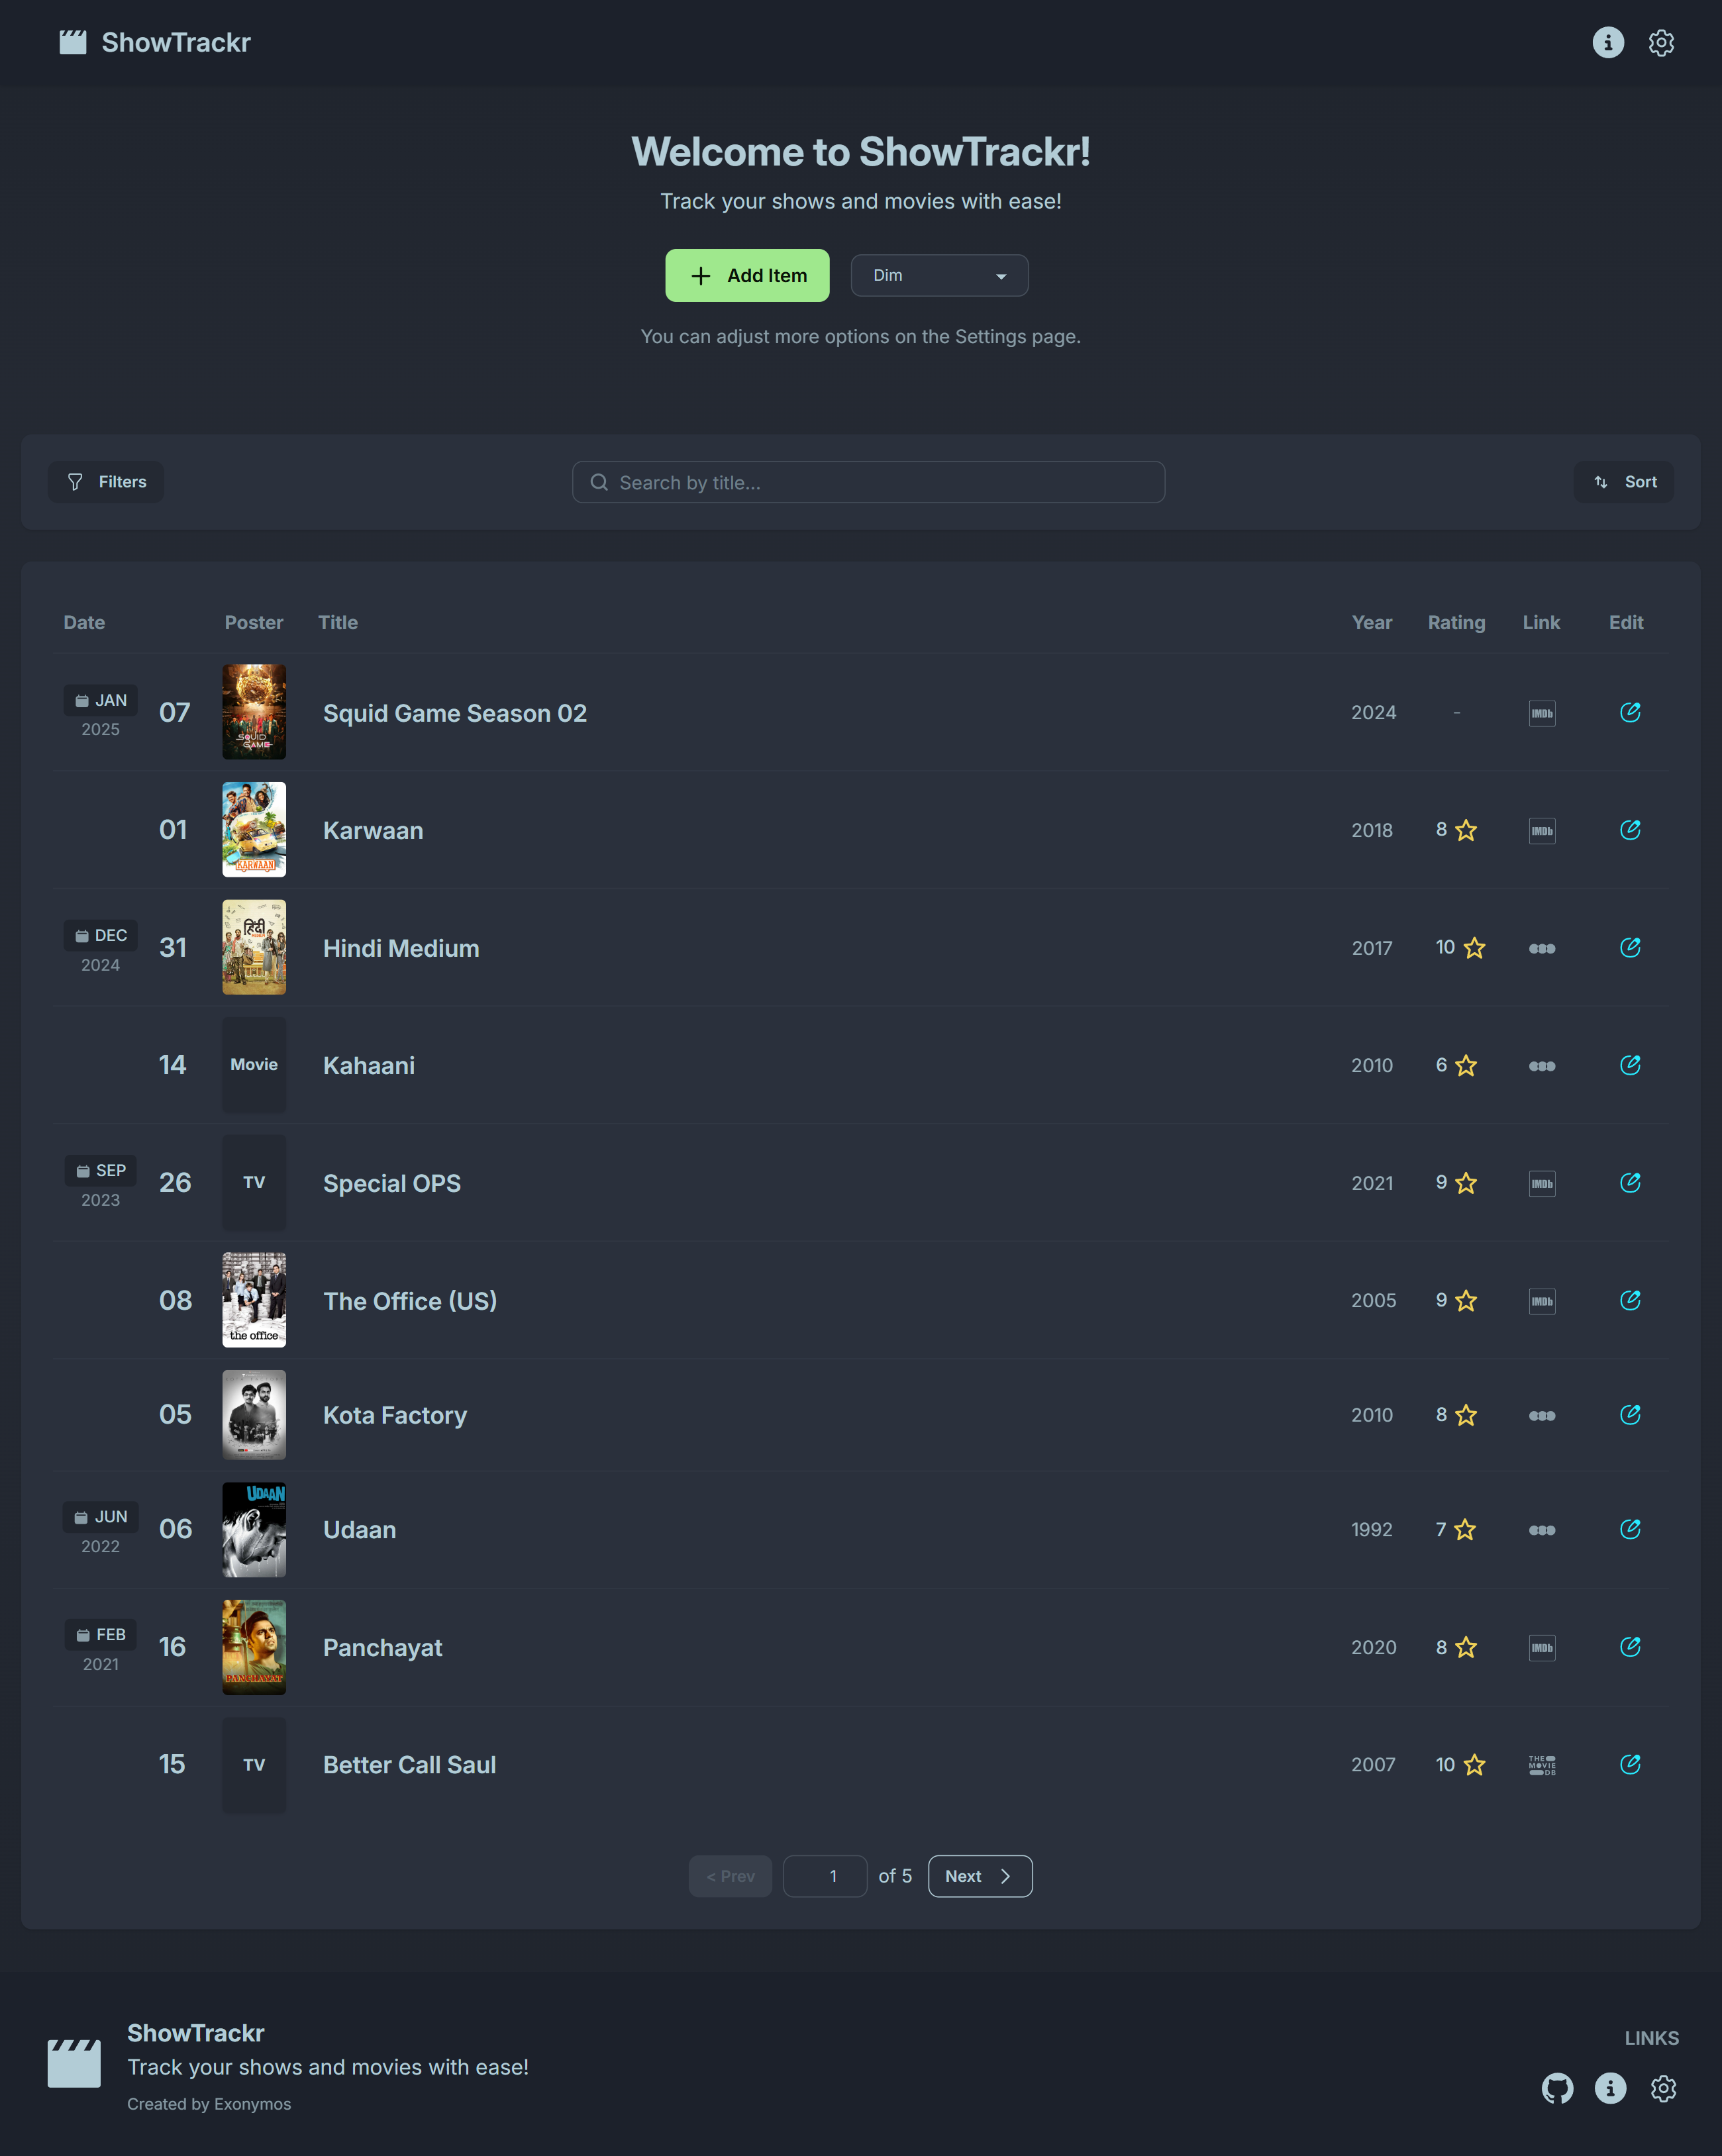 ShowTrackr
Welcome to ShowTrackr!
Track your shows and movies with ease!
Add Item
Dim
You can adjust more options on the Settings page.
Filters
Search by title...
Sort
Date Poster Title Year Rating Link Edit
JAN
2025
07
SQUID
GAME
Squid Game Season 02
2024
-
IMDb
01
KARWAAN
Karwaan
2018
8
IMDb
DEC
2024
31
हिंदी
Hindi Medium
2017
10
14
Movie
Kahaani
2010
6
SEP
2023
26
TV
Special OPS
2021
9
IMDb
08
the office
The Office (US)
2005
9
IMDb
05
Kota Factory
2010
8
JUN
2022
06
UDAAN
Udaan
1992
7
FEB
2021
16
PANCHAYAT
Panchayat
2020
8
IMDb
15
TV
Better Call Saul
2007
10
THE
MOVIE
DB
< Prev
1
of 5
Next
ShowTrackr
Track your shows and movies with ease!
Created by Exonymos
LINKS